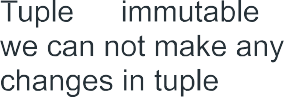 Tuple immutable
we can not make any
changes in tuple